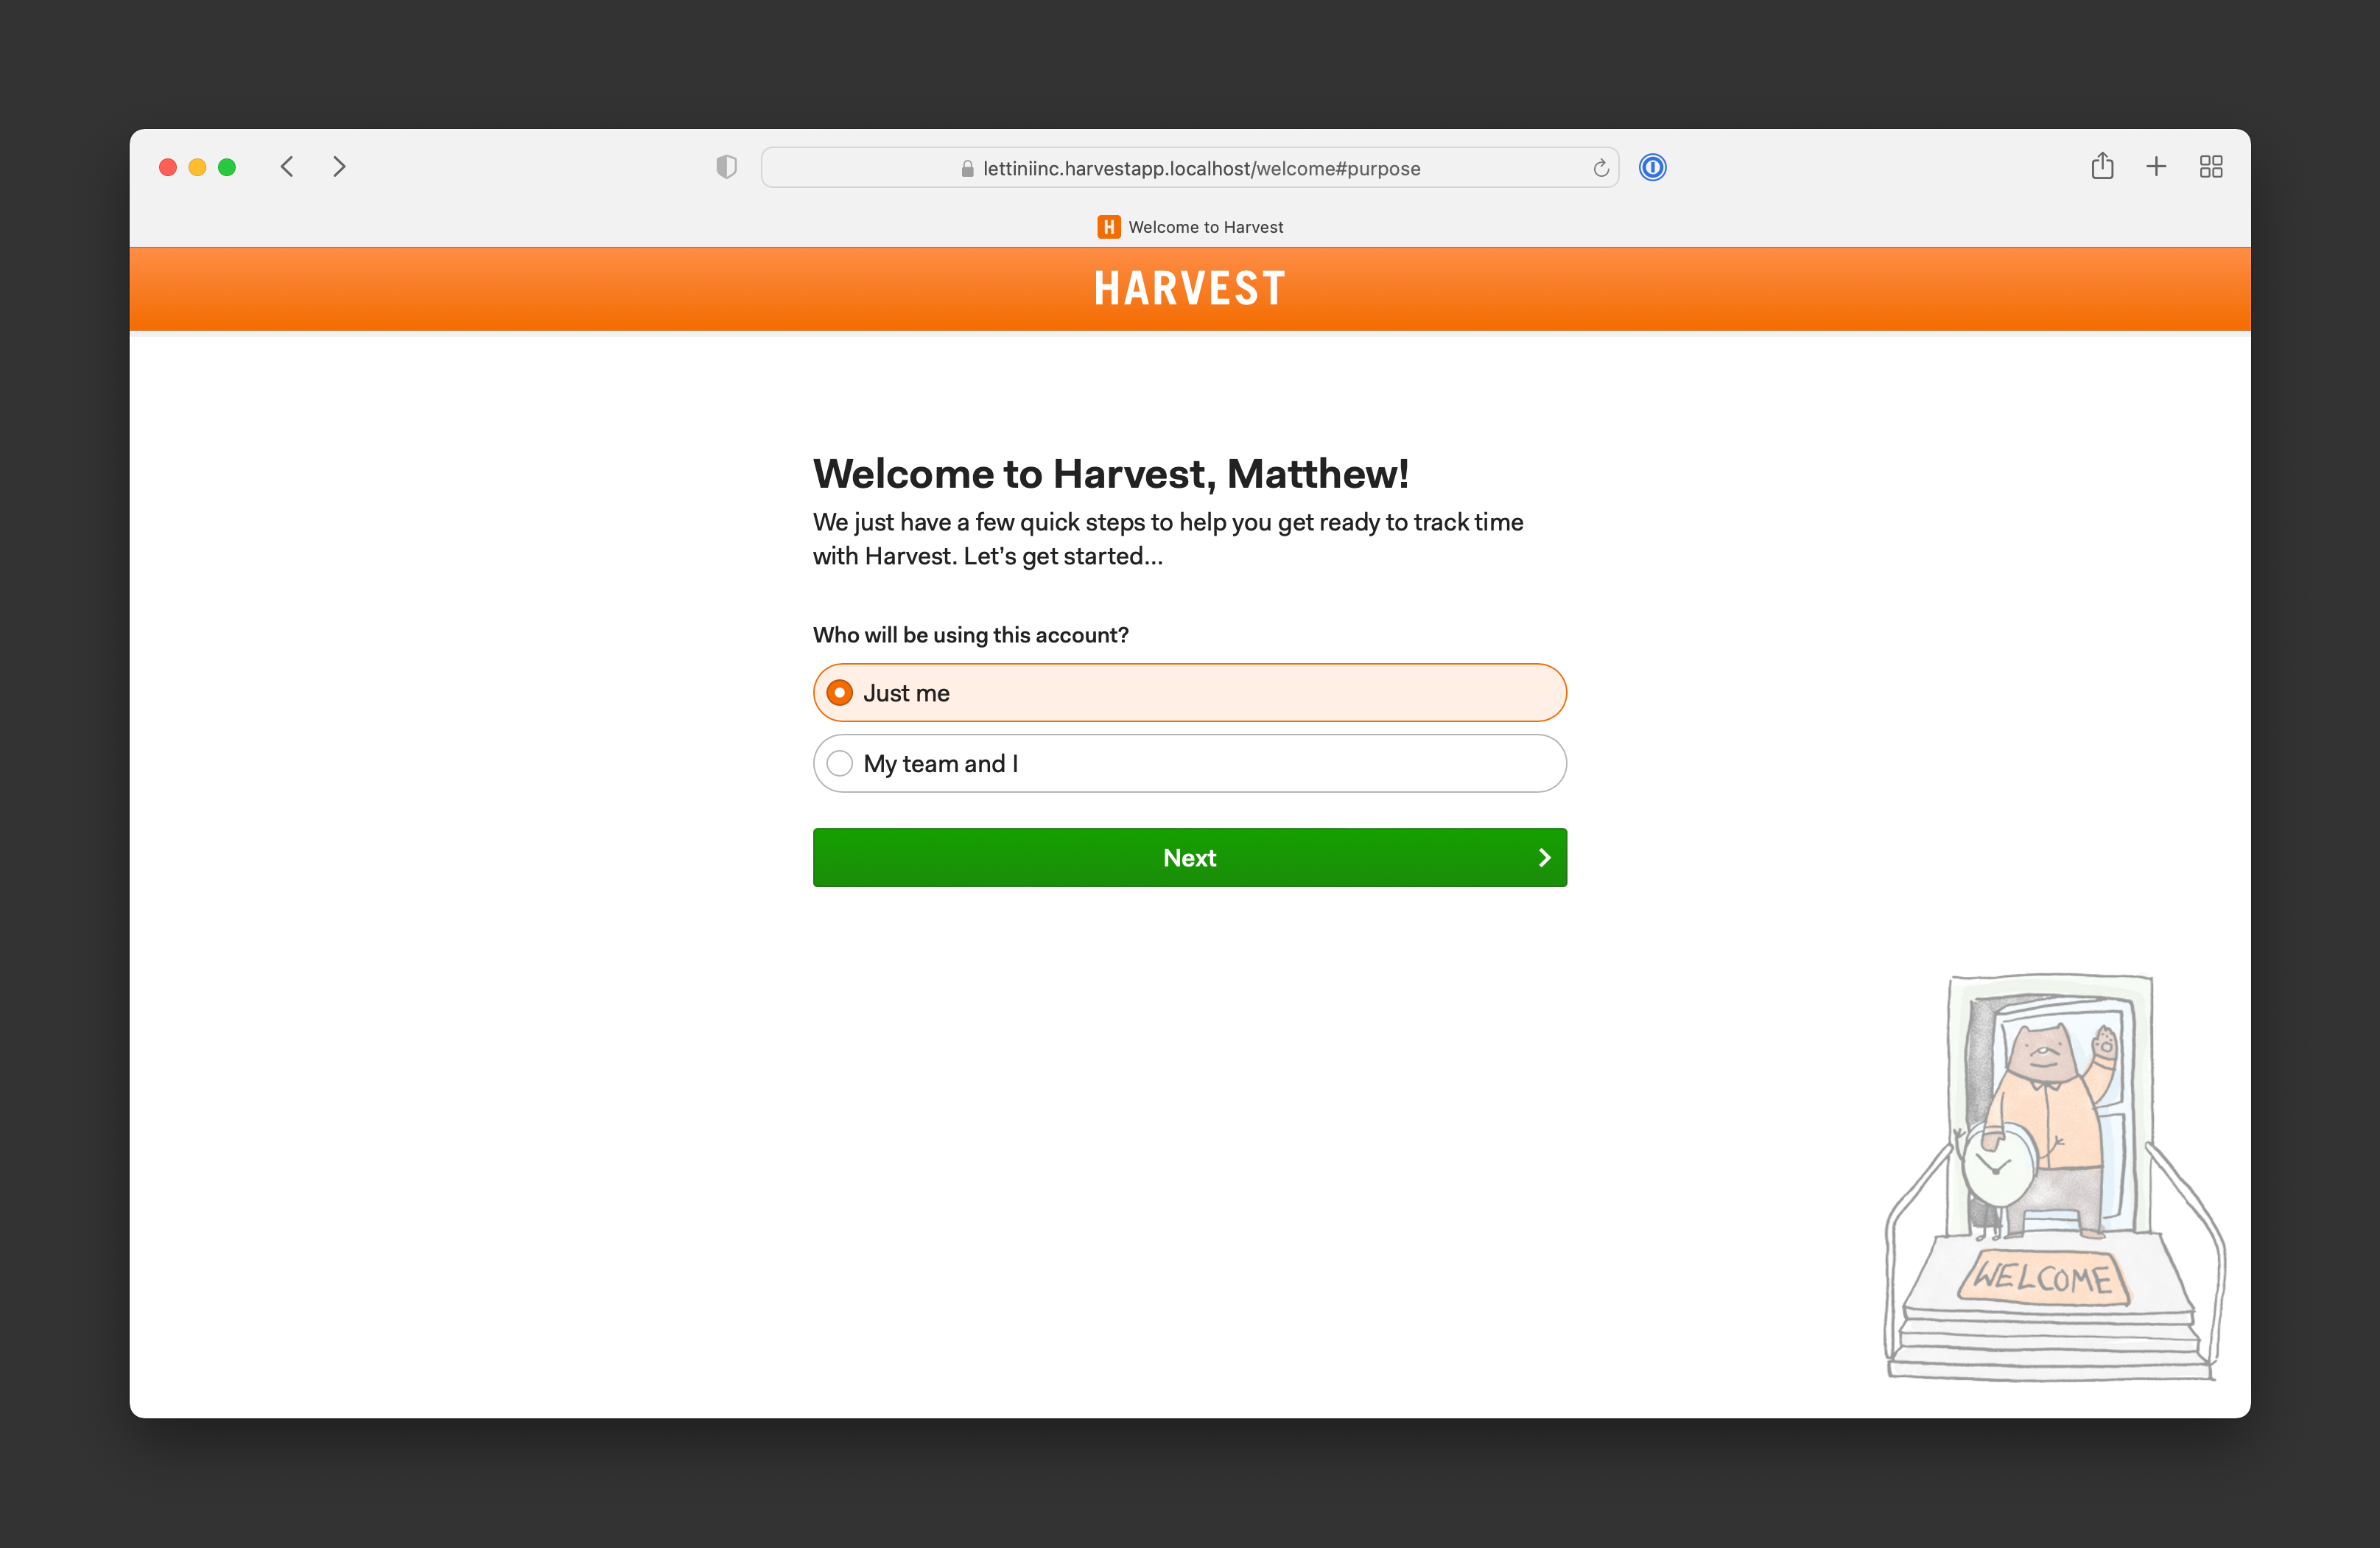 lettiniinc.harvestapp.localhost/welcome#purpose
H Welcome to Harvest
HARVEST
Welcome to Harvest, Matthew!
We just have a few quick steps to help you get ready to track time
with Harvest. Let’s get started...
Who will be using this account?
Just me
My team and I
Next
WELCOME